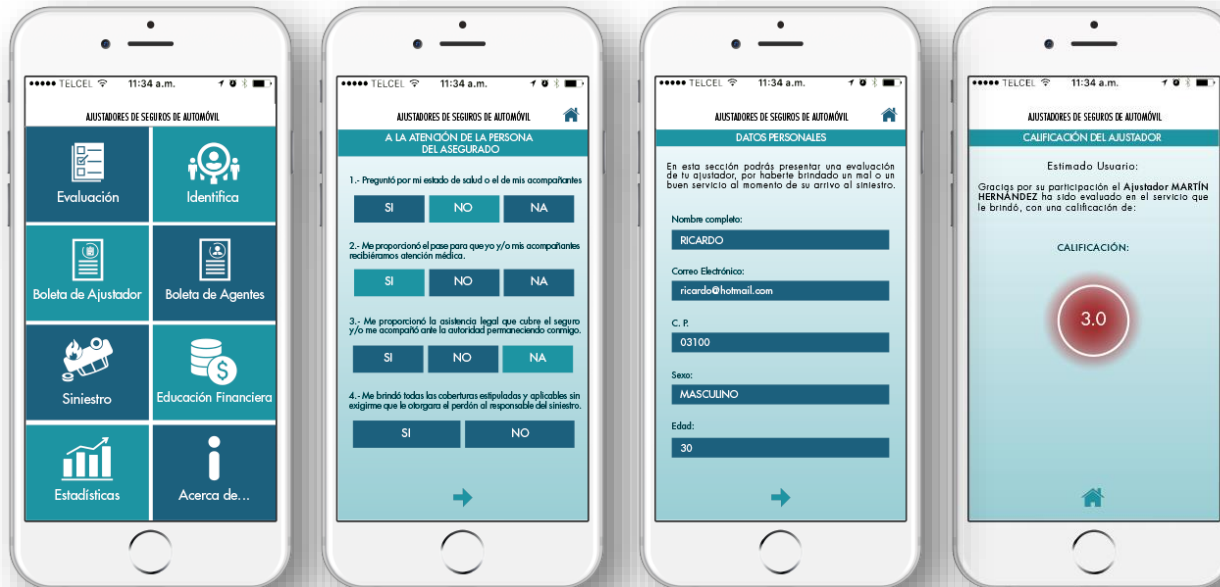 TELCEL 11:34 a.m.
AJUSTADORES DE SEGUROS DE AUTOMÓVIL
Evaluación
Identifica
Boleta de Ajustador
Boleta de Agentes
Siniestro
Educación Financiera
Estadísticas
Acerca de...
TELCEL 11:34 a.m.
AJUSTADORES DE SEGUROS DE AUTOMÓVIL
A LA ATENCIÓN DE LA PERSONA
DEL ASEGURADO
1.- Preguntó por mi estado de salud o el de mis acompañantes
SI NO NA
2.- Me proporcionó el pase para que yo y/o mis acompañantes
recibiéramos atención médica.
SI NO NA
3.- Me proporcionó la asistencia legal que cubre el seguro
y/o me acompañó ante la autoridad permaneciendo conmigo.
SI NO NA
4.- Me brindó todas las coberturas estipuladas y aplicables sin
exigirme que le otorgara el perdón al responsable del siniestro.
SI NO
TELCEL 11:34 a.m.
AJUSTADORES DE SEGUROS DE AUTOMÓVIL
DATOS PERSONALES
En esta sección podrás presentar una evaluación
de tu ajustador, por haberte brindado un mal o un
buen servicio al momento de su arrivo al siniestro.
Nombre completo:
RICARDO
Correo Electrónico:
ricardo@hotmail.com
C. P.
03100
Sexo:
MASCULINO
Edad:
30
TELCEL 11:34 a.m.
AJUSTADORES DE SEGUROS DE AUTOMÓVIL
CALIFICACIÓN DEL AJUSTADOR
Estimado Usuario:
Gracias por su participación el Ajustador MARTÍN
HERNÁNDEZ ha sido evaluado en el servicio que
le brindó, con una calificación de:
CALIFICACIÓN:
3.0